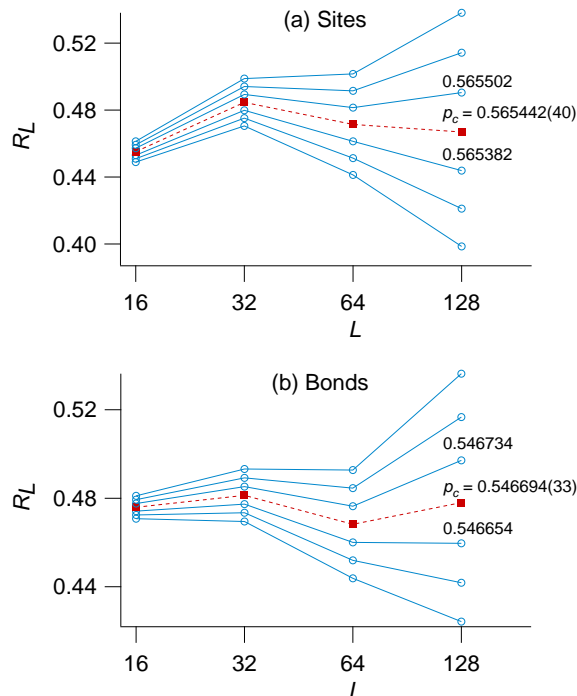 (a) Sites
0.52
0.48
0.44
0.40
R_L
0.565502
p_c = 0.565442(40)
0.565382
16 32 64 128
L
(b) Bonds
0.52
0.48
0.44
R_L
0.546734
p_c = 0.546694(33)
0.546654
16 32 64 128